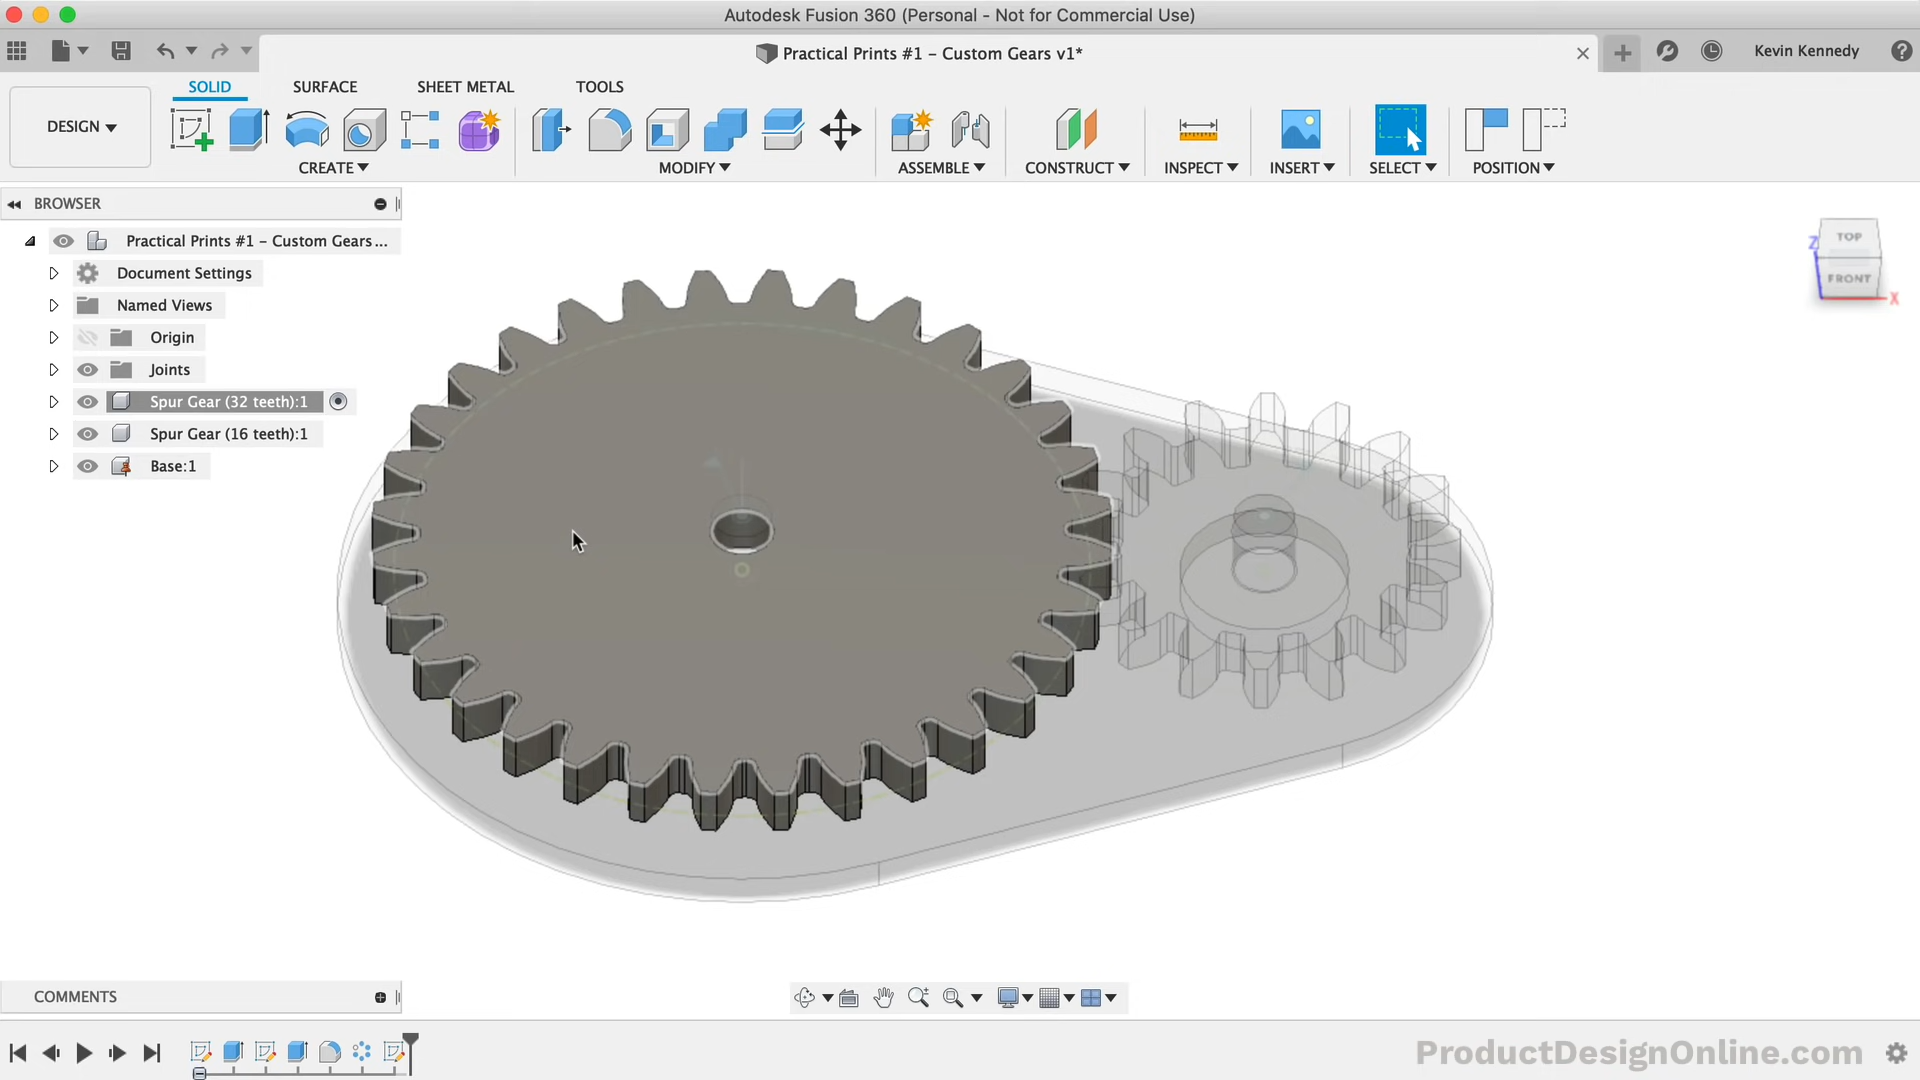 Autodesk Fusion 360 (Personal - Not for Commercial Use)
Practical Prints #1 - Custom Gears v1*
Kevin Kennedy
SOLID
SURFACE
SHEET METAL
TOOLS
DESIGN
CREATE
MODIFY
ASSEMBLE
CONSTRUCT
INSPECT
INSERT
SELECT
POSITION
BROWSER
Practical Prints #1 - Custom Gears...
Document Settings
Named Views
Origin
Joints
Spur Gear (32 teeth):1
Spur Gear (16 teeth):1
Base:1
TOP
Z
FRONT
X
COMMENTS
ProductDesignOnline.com